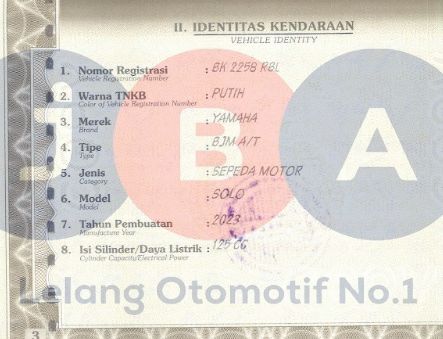 II. IDENTITAS KENDARAAN
VEHICLE IDENTITY
1. Nomor Registrasi : BK 2258 RBL
Vehicle Registration Number
2. Warna TNKB : PUTIH
Color of Vehicle Registration Number
3. Merek : YAMAHA
Brand
4. Tipe : BJM A/T
Type
5. Jenis : SEPEDA MOTOR
Category
6. Model : SOLO
Model
7. Tahun Pembuatan : 2023
Manufacture Year
8. Isi Silinder/Daya Listrik : 125 CC
Cylinder Capacity/Electrical Power
JBA
Lelang Otomotif No.1
3